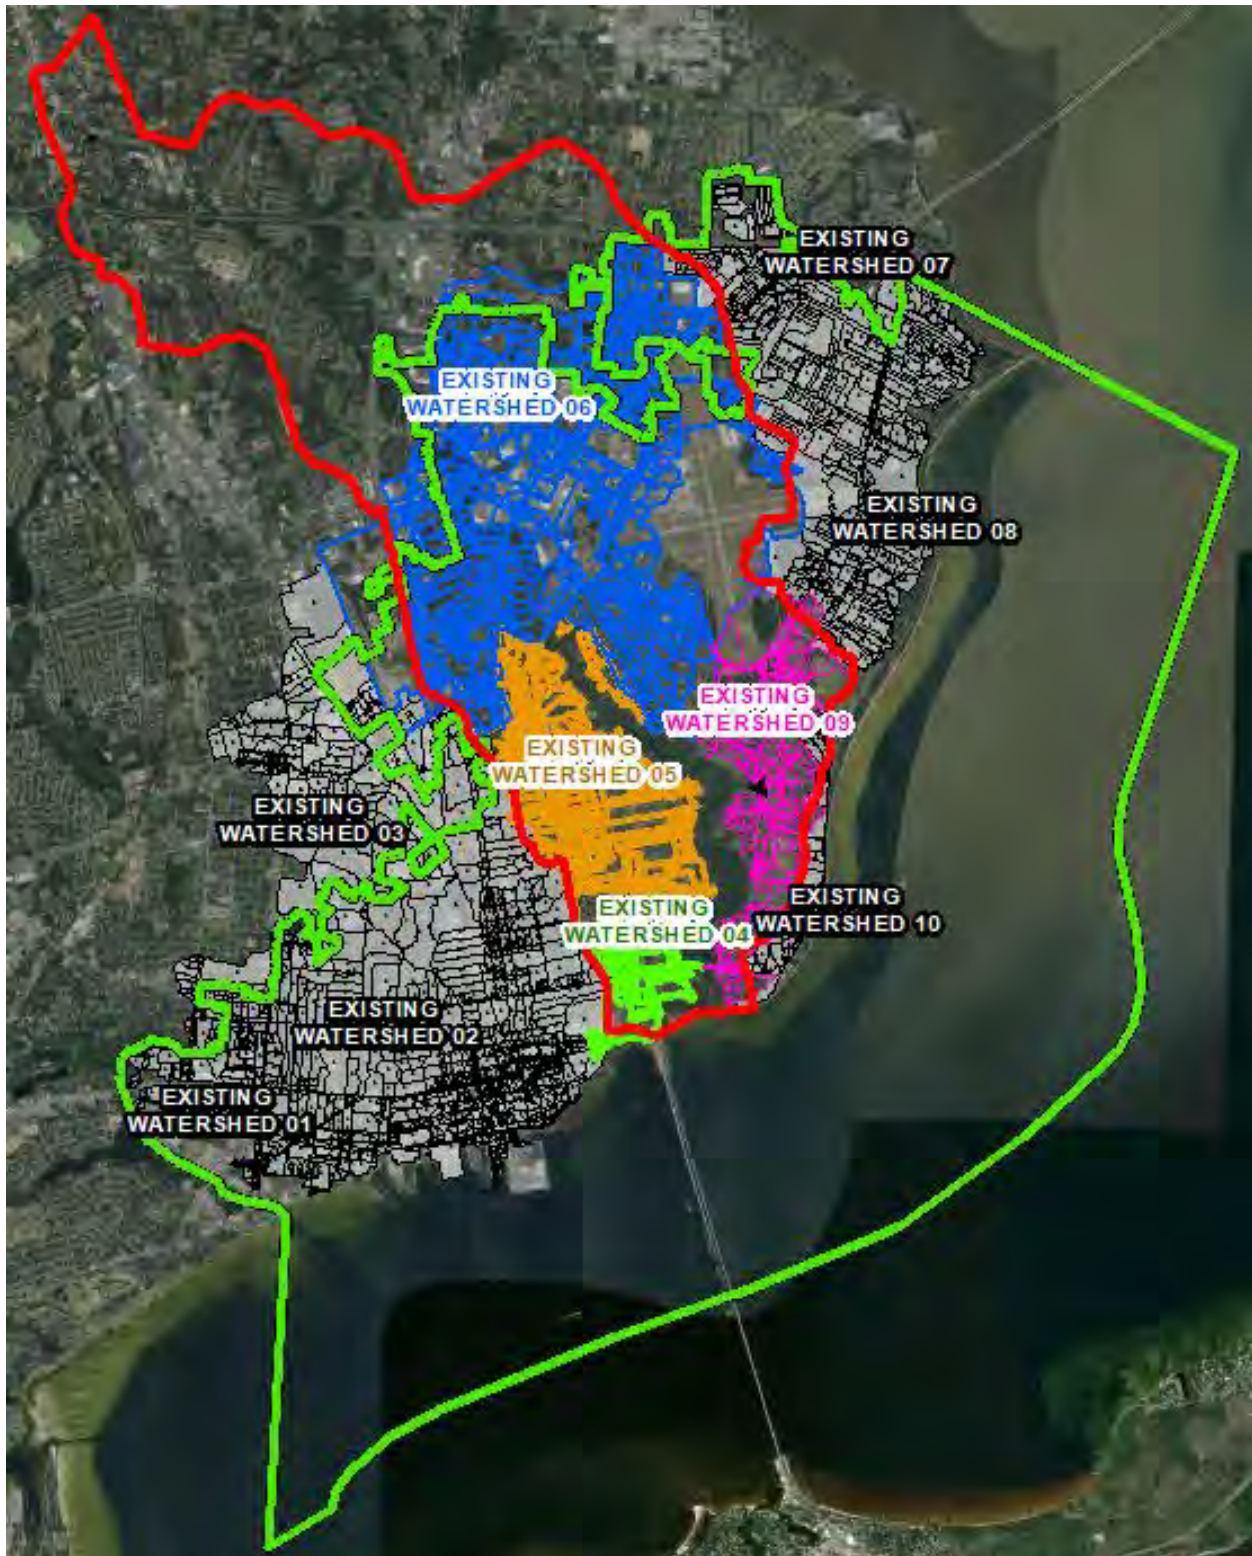 EXISTING
WATERSHED 07
EXISTING
WATERSHED 06
EXISTING
WATERSHED 08
EXISTING
WATERSHED 09
EXISTING
WATERSHED 05
EXISTING
WATERSHED 03
EXISTING
WATERSHED 10
EXISTING
WATERSHED 04
EXISTING
WATERSHED 02
EXISTING
WATERSHED 01